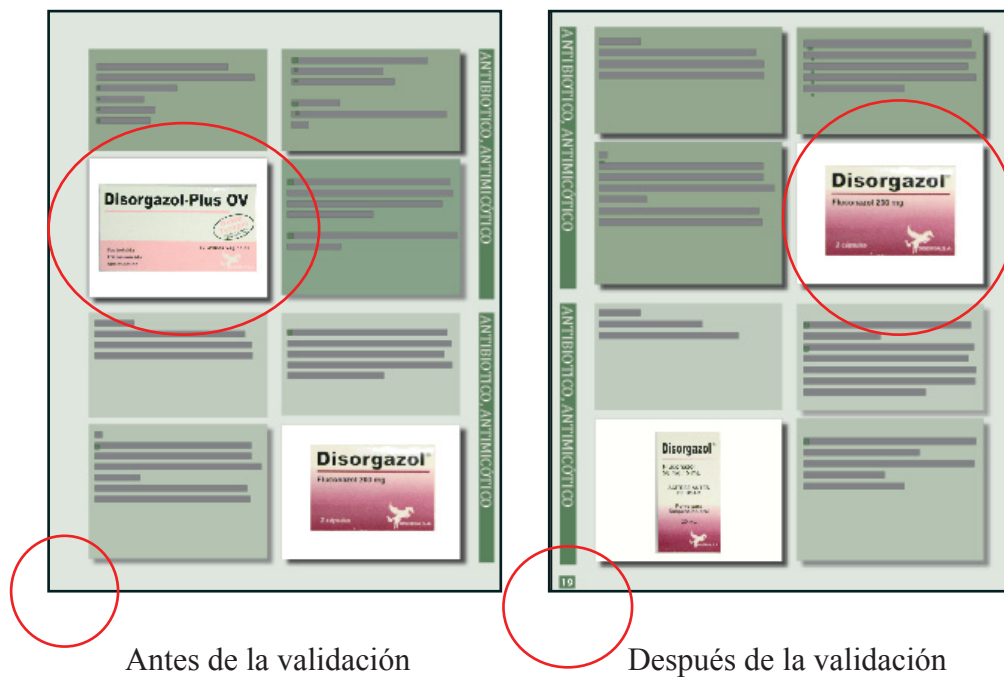 ANTIBIOTICO, ANTIMICÓTICO
Disorgazol-Plus OV
ANTIBIOTICO, ANTIMICÓTICO
Disorgazol
Fluconazol 200 mg
2 cápsulas
Antes de la validación
ANTIBIOTICO, ANTIMICÓTICO
Disorgazol
Fluconazol 200 mg
2 cápsulas
ANTIBIOTICO, ANTIMICÓTICO
Disorgazol
19
Después de la validación